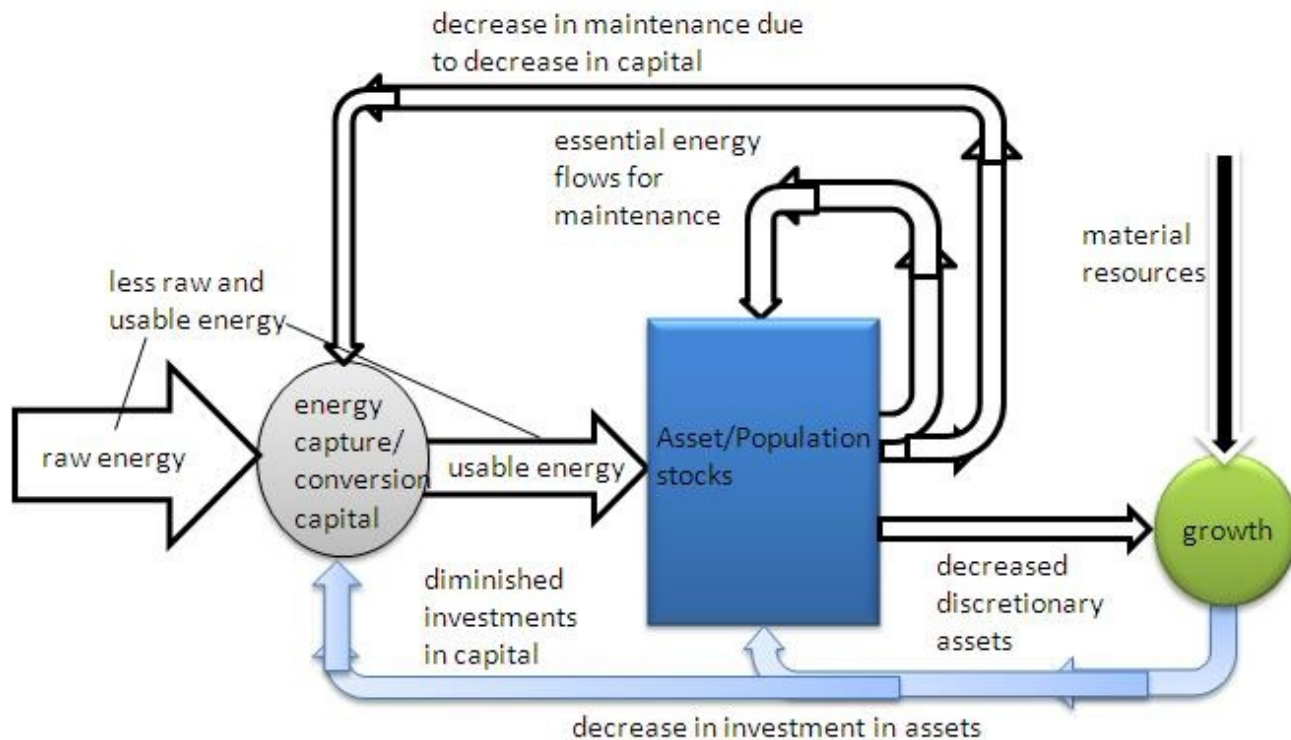 decrease in maintenance due
to decrease in capital
essential energy
flows for
maintenance
material
resources
less raw and
usable energy
raw energy
energy
capture/
conversion
capital
usable energy
Asset/Population
stocks
growth
diminished
investments
in capital
decreased
discretionary
assets
decrease in investment in assets